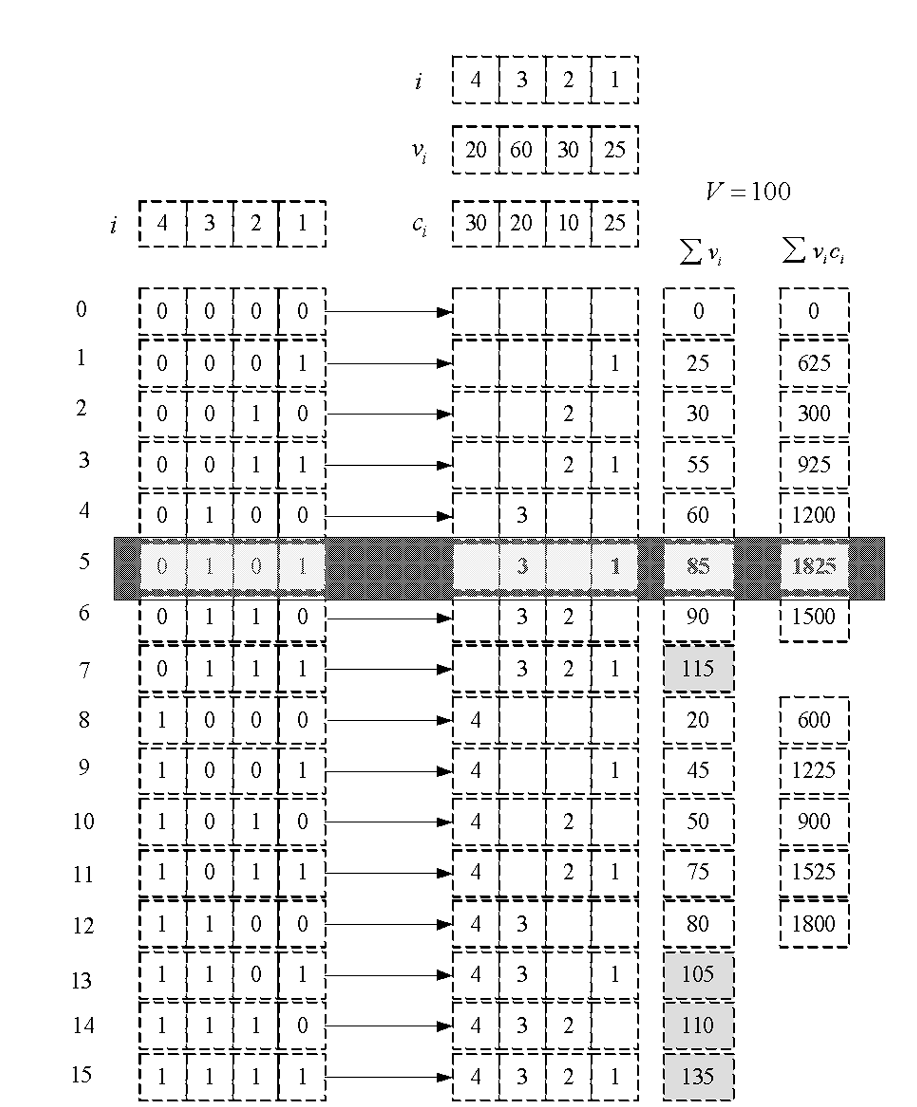 i 4 3 2 1
v_i 20 60 30 25
V = 100
i 4 3 2 1 c_i 30 20 10 25
∑ v_i ∑ v_i c_i
0 0 0 0 0 0 0
1 0 0 0 1 1 25 625
2 0 0 1 0 2 30 300
3 0 0 1 1 2 1 55 925
4 0 1 0 0 3 60 1200
5 0 1 0 1 3 1 85 1825
6 0 1 1 0 3 2 90 1500
7 0 1 1 1 3 2 1 115
8 1 0 0 0 4 20 600
9 1 0 0 1 4 1 45 1225
10 1 0 1 0 4 2 50 900
11 1 0 1 1 4 2 1 75 1525
12 1 1 0 0 4 3 80 1800
13 1 1 0 1 4 3 1 105
14 1 1 1 0 4 3 2 110
15 1 1 1 1 4 3 2 1 135